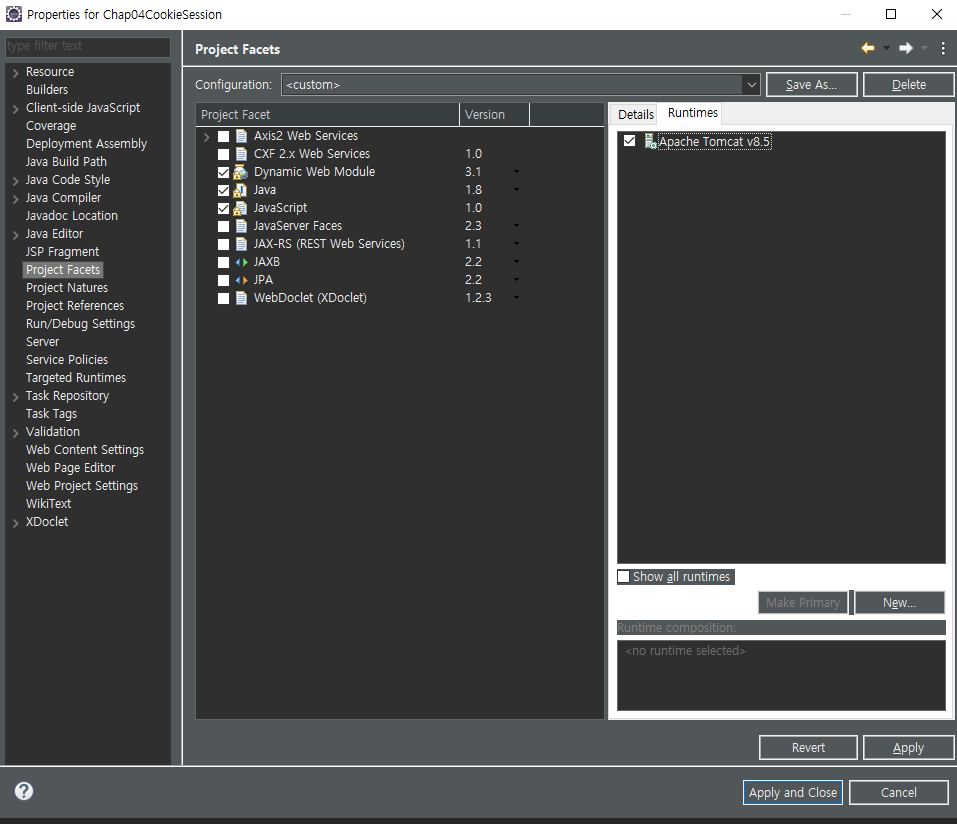 Properties for Chap04CookieSession
type filter text
Resource
Builders
Client-side JavaScript
Coverage
Deployment Assembly
Java Build Path
Java Code Style
Java Compiler
Javadoc Location
Java Editor
JSP Fragment
Project Facets
Project Natures
Project References
Run/Debug Settings
Server
Service Policies
Targeted Runtimes
Task Repository
Task Tags
Validation
Web Content Settings
Web Page Editor
Web Project Settings
WikiText
XDoclet
Project Facets
Configuration: <custom> Save As... Delete
Project Facet Version
Axis2 Web Services
CXF 2.x Web Services 1.0
Dynamic Web Module 3.1
Java 1.8
JavaScript 1.0
JavaServer Faces 2.3
JAX-RS (REST Web Services) 1.1
JAXB 2.2
JPA 2.2
WebDoclet (XDoclet) 1.2.3
Details Runtimes
Apache Tomcat v8.5
Show all runtimes
Make Primary New...
Runtime composition:
<no runtime selected>
Revert Apply
? Apply and Close Cancel